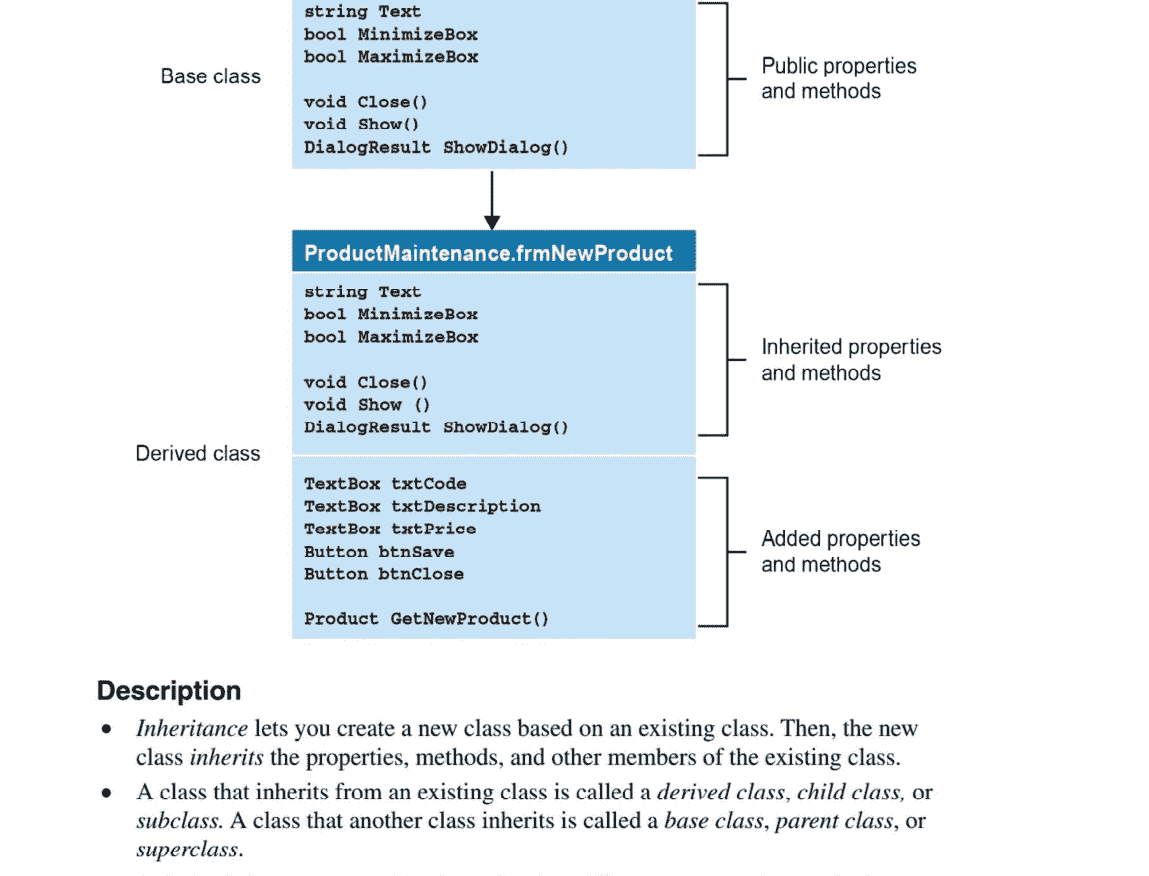 string Text
bool MinimizeBox
bool MaximizeBox
Base class
Public properties
and methods
void Close()
void Show()
DialogResult ShowDialog()
ProductMaintenance.frmNewProduct
string Text
bool MinimizeBox
bool MaximizeBox
Inherited properties
and methods
void Close()
void Show ()
DialogResult ShowDialog()
Derived class
TextBox txtCode
TextBox txtDescription
TextBox txtPrice
Button btnSave
Button btnClose
Added properties
and methods
Product GetNewProduct()
Description
• Inheritance lets you create a new class based on an existing class. Then, the new
class inherits the properties, methods, and other members of the existing class.
• A class that inherits from an existing class is called a derived class, child class, or
subclass. A class that another class inherits is called a base class, parent class, or
superclass.